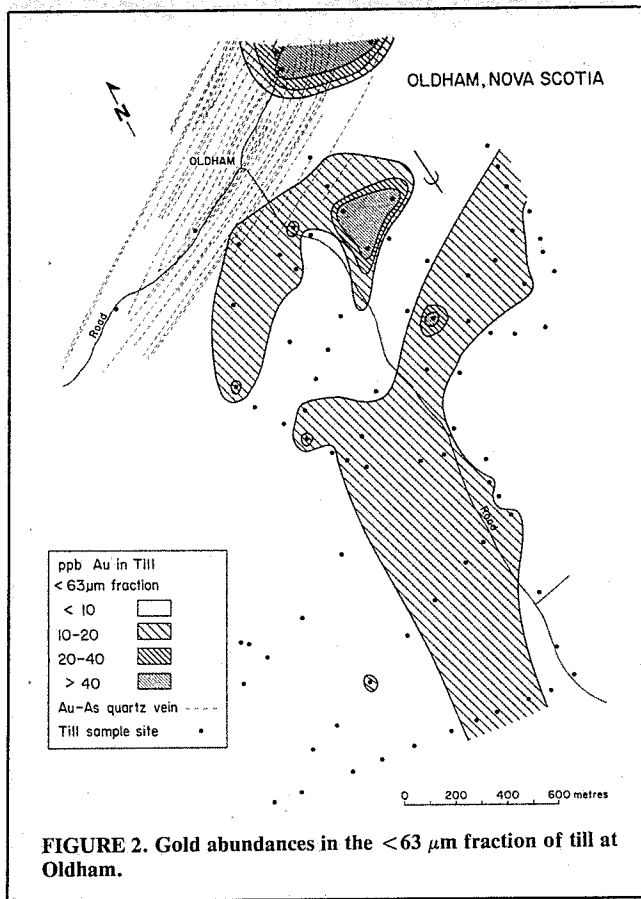 OLDHAM, NOVA SCOTIA
N
OLDHAM
Road
Road
ppb Au in Till
< 63µm fraction
< 10
10-20
20-40
> 40
Au-As quartz vein
Till sample site
0 200 400 600 metres
FIGURE 2. Gold abundances in the <63 µm fraction of till at
Oldham.